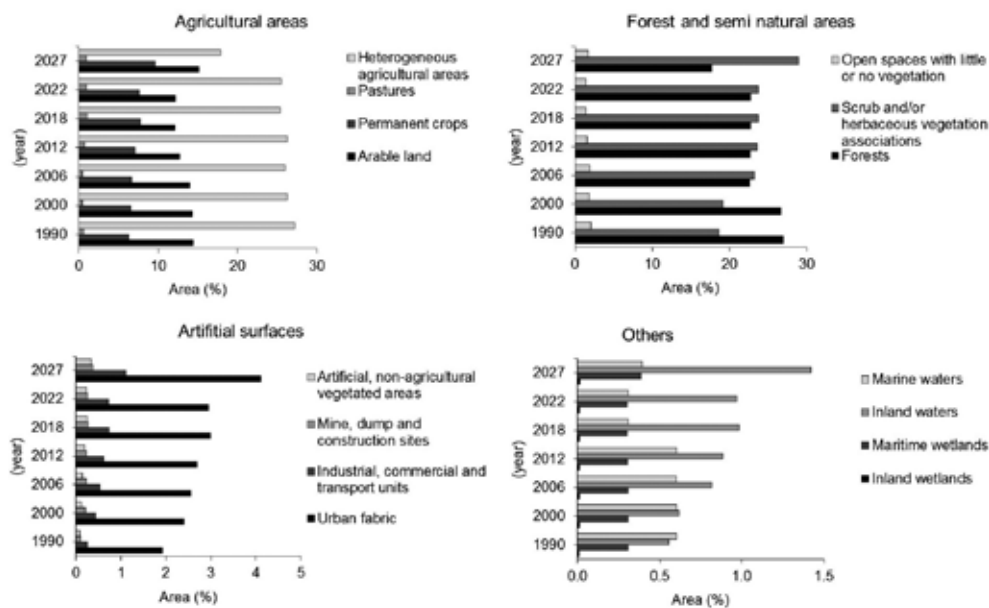 Agricultural areas
2027
2022
2018
2012
2006
2000
1990
(year)
0 10 20 30
Area (%)
Heterogeneous
agricultural areas
Pastures
Permanent crops
Arable land
Forest and semi natural areas
2027
2022
2018
2012
2006
2000
1990
(year)
0 10 20 30
Area (%)
Open spaces with little
or no vegetation
Scrub and/or
herbaceous vegetation
associations
Forests
Artifitial surfaces
2027
2022
2018
2012
2006
2000
1990
(year)
0 1 2 3 4 5
Area (%)
Artificial, non-agricultural
vegetated areas
Mine, dump and
construction sites
Industrial, commercial and
transport units
Urban fabric
Others
2027
2022
2018
2012
2006
2000
1990
(year)
0.0 0.5 1.0 1.5
Area (%)
Marine waters
Inland waters
Maritime wetlands
Inland wetlands